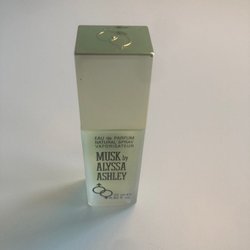 EAU de PARFUM
NATURAL SPRAY
VAPORISATEUR
MUSK by
ALYSSA
ASHLEY